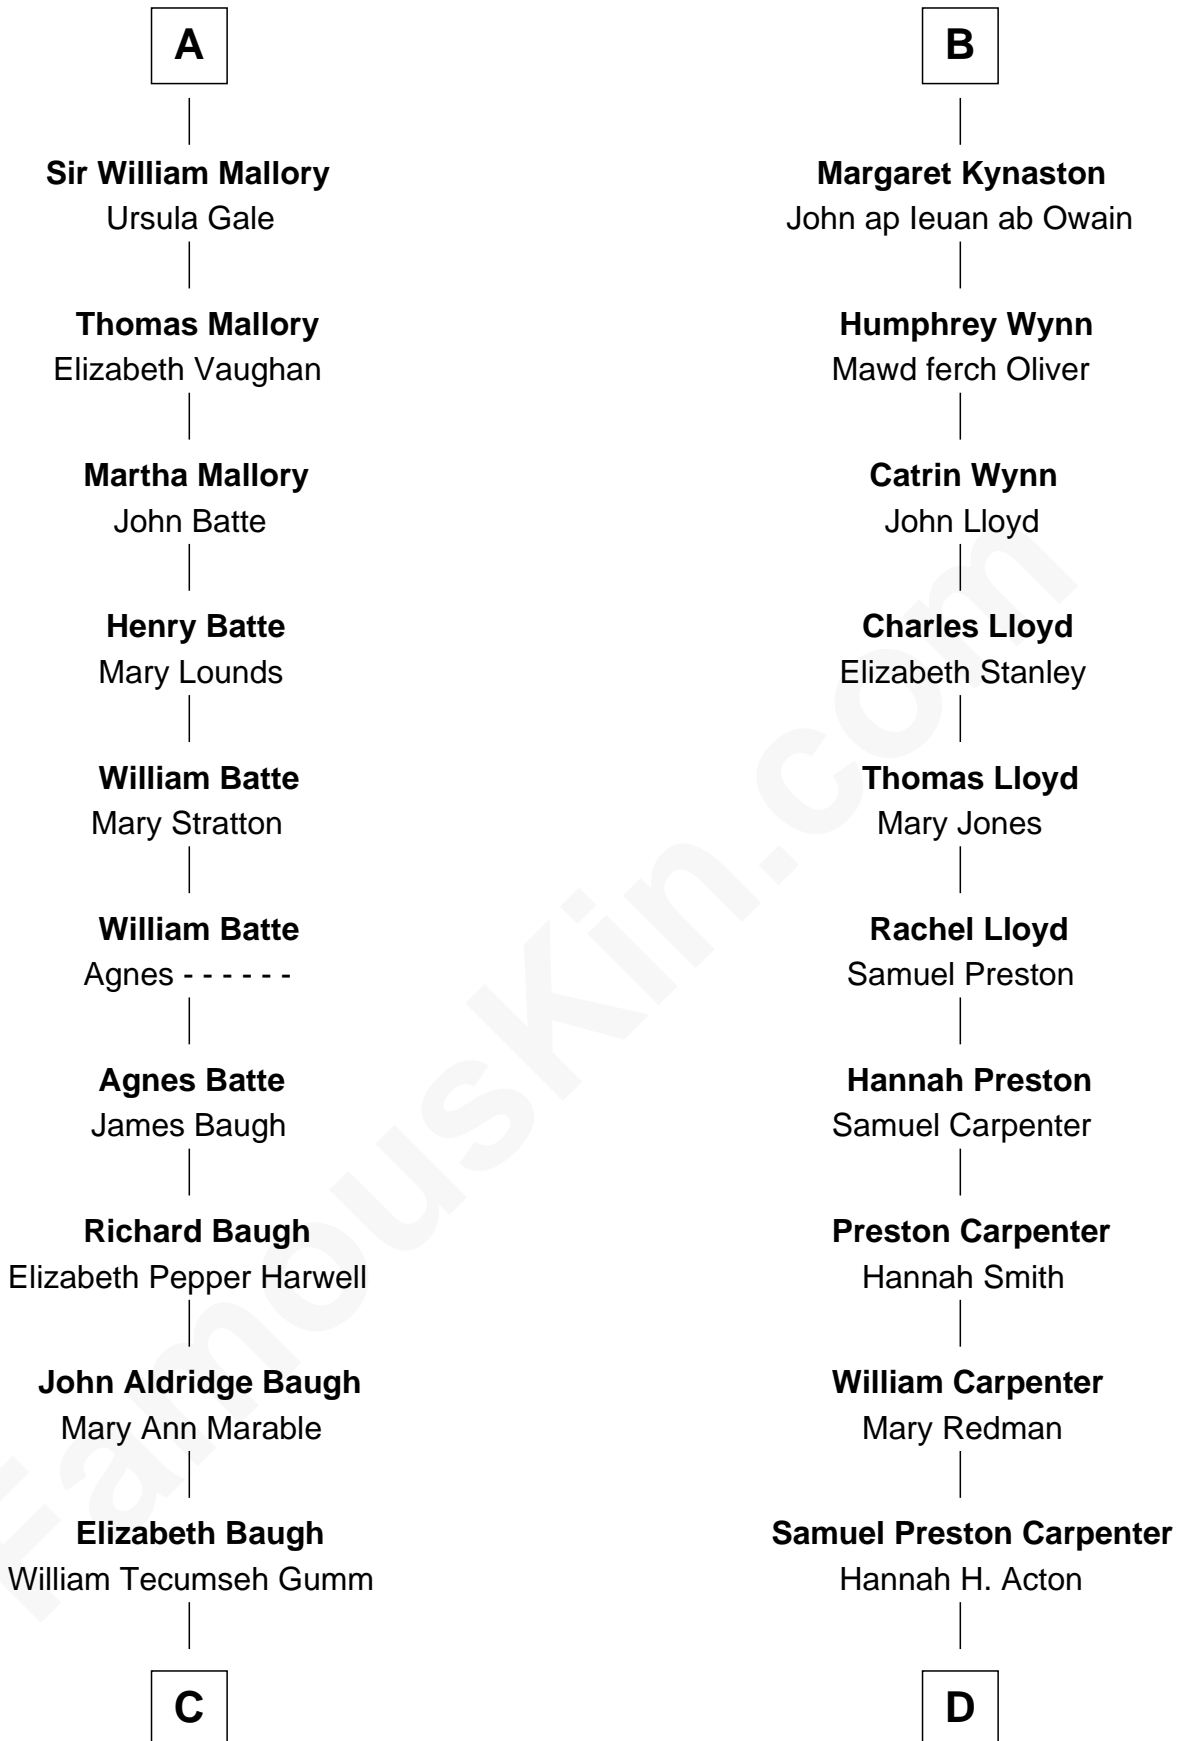 A
Sir William Mallory
Ursula Gale
Thomas Mallory
Elizabeth Vaughan
Martha Mallory
John Batte
Henry Batte
Mary Lounds
William Batte
Mary Stratton
William Batte
Agnes - - - - - -
Agnes Batte
James Baugh
Richard Baugh
Elizabeth Pepper Harwell
John Aldridge Baugh
Mary Ann Marable
Elizabeth Baugh
William Tecumseh Gumm
C
B
Margaret Kynaston
John ap Ieuan ab Owain
Humphrey Wynn
Mawd ferch Oliver
Catrin Wynn
John Lloyd
Charles Lloyd
Elizabeth Stanley
Thomas Lloyd
Mary Jones
Rachel Lloyd
Samuel Preston
Hannah Preston
Samuel Carpenter
Preston Carpenter
Hannah Smith
William Carpenter
Mary Redman
Samuel Preston Carpenter
Hannah H. Acton
D
FamousKin.com